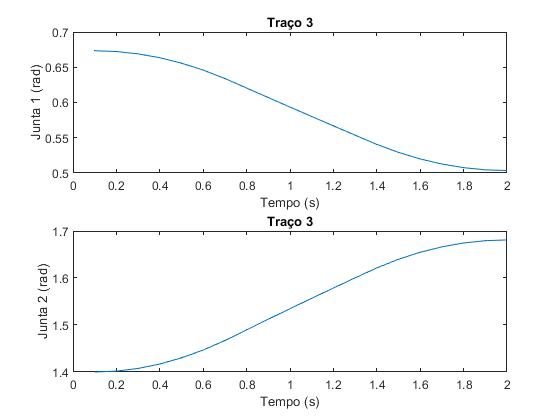 Traço 3
0.7
0.65
0.6
0.55
0.5
Junta 1 (rad)
0 0.2 0.4 0.6 0.8 1 1.2 1.4 1.6 1.8 2
Tempo (s)
Traço 3
1.7
1.6
1.5
1.4
Junta 2 (rad)
0 0.2 0.4 0.6 0.8 1 1.2 1.4 1.6 1.8 2
Tempo (s)